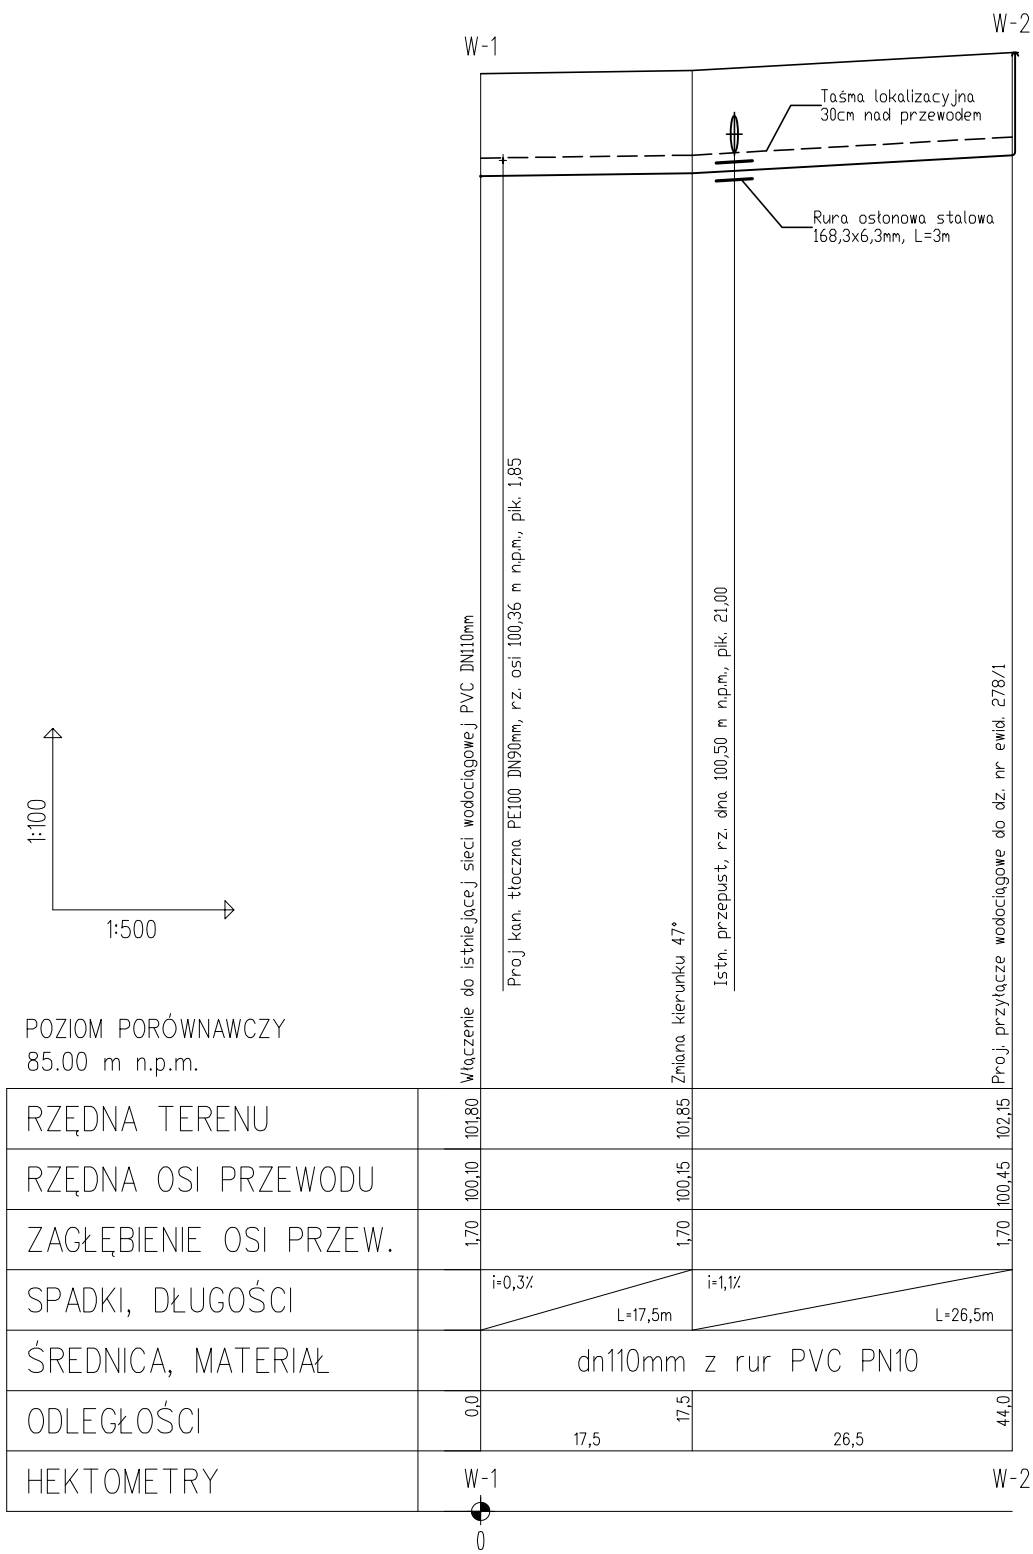 W-1
W-2
Taśma lokalizacyjna
30cm nad przewodem
Rura osłonowa stalowa
168,3x6,3mm, L=3m
Włączenie do istniejącej sieci wodociągowej PVC DN110mm
Proj kan. tłoczna PE100 DN90mm, rz. osi 100,36 m n.p.m., pik. 1,85
Zmiana kierunku 47°
Istn. przepust, rz. dna 100,50 m n.p.m., pik. 21,00
Proj. przyłącze wodociągowe do dz. nr ewid. 278/1
1:100
1:500
POZIOM PORÓWNAWCZY
85.00 m n.p.m.
RZĘDNA TERENU 101,80 101,85 102,15
RZĘDNA OSI PRZEWODU 100,10 100,15 100,45
ZAGŁĘBIENIE OSI PRZEW. 1,70 1,70 1,70
SPADKI, DŁUGOŚCI i=0,3% L=17,5m i=1,1% L=26,5m
ŚREDNICA, MATERIAŁ dn110mm z rur PVC PN10
ODLEGŁOŚCI 0,0 17,5 17,5 26,5 44,0
HEKTOMETRY W-1 W-2
0